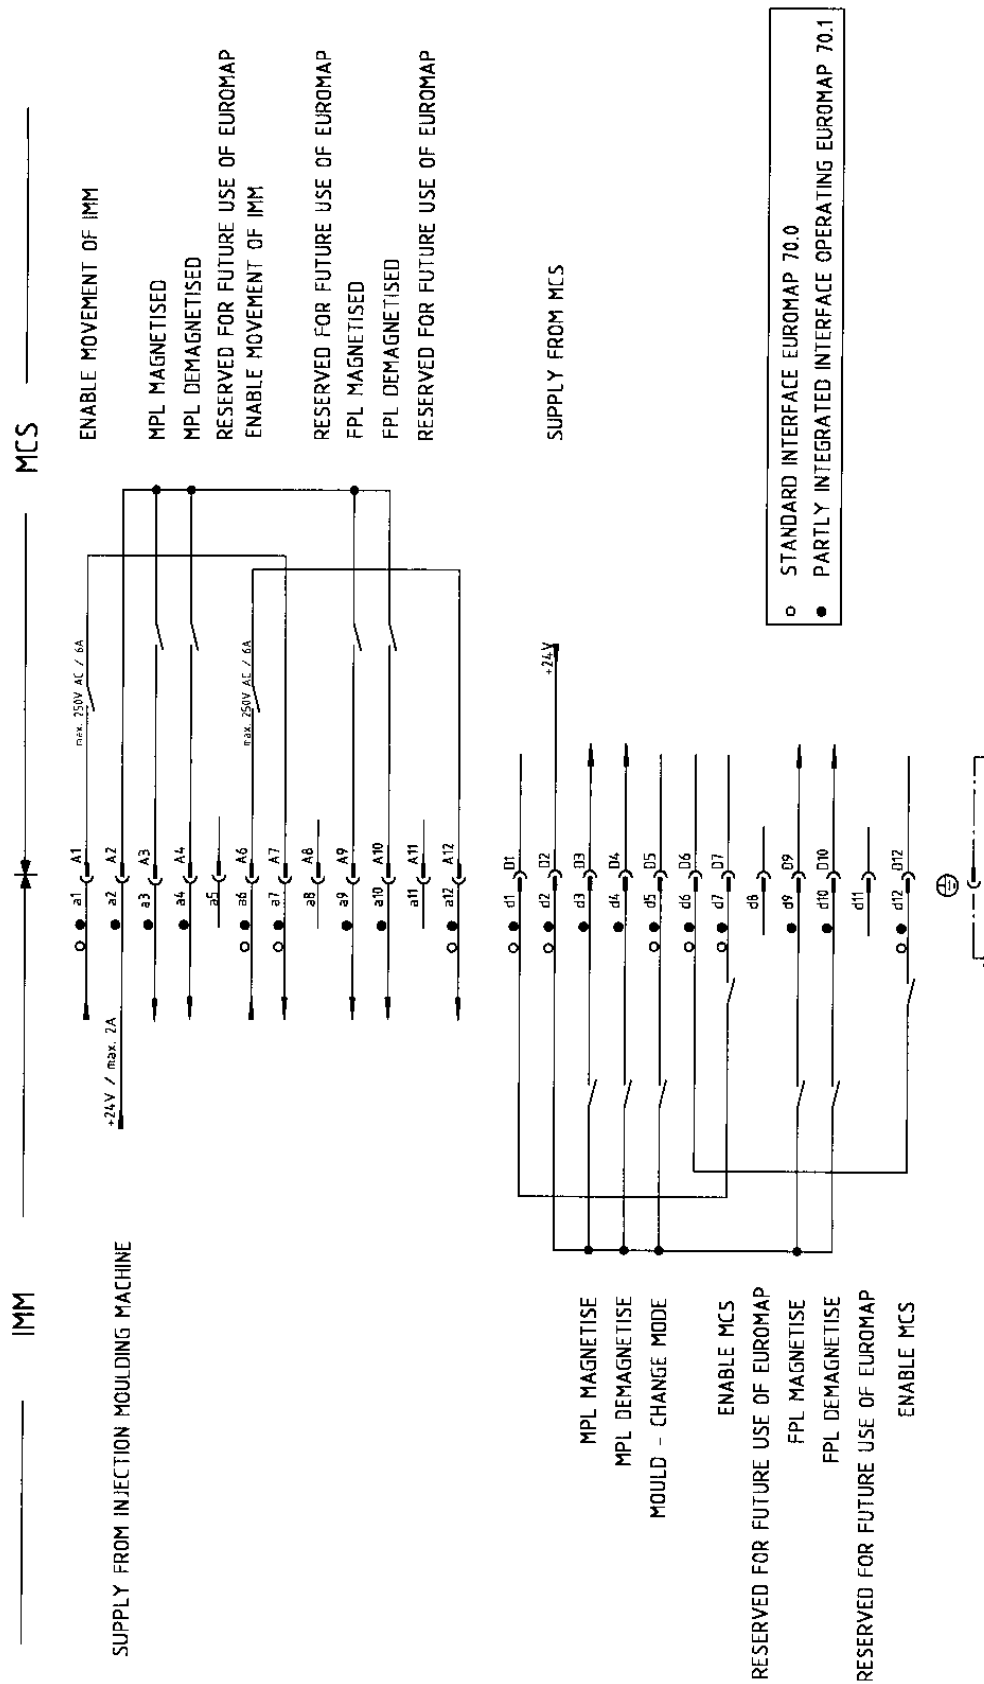 IMM
MCS
SUPPLY FROM INJECTION MOULDING MACHINE
+24V / max. 2A
a1 A1
max. 250V AC / 6A
ENABLE MOVEMENT OF IMM
a2 A2
a3 A3
MPL MAGNETISED
a4 A4
MPL DEMAGNETISED
a5
RESERVED FOR FUTURE USE OF EUROMAP
a6 A6
max. 250V AC / 6A
ENABLE MOVEMENT OF IMM
a7 A7
a8 A8
RESERVED FOR FUTURE USE OF EUROMAP
a9 A9
FPL MAGNETISED
a10 A10
FPL DEMAGNETISED
a11 A11
RESERVED FOR FUTURE USE OF EUROMAP
a12 A12
d1 D1
d2 D2
+24V
SUPPLY FROM MCS
MPL MAGNETISE
d3 D3
MPL DEMAGNETISE
d4 D4
MOULD - CHANGE MODE
d5 D5
d6 D6
ENABLE MCS
d7 D7
RESERVED FOR FUTURE USE OF EUROMAP
d8
FPL MAGNETISE
d9 D9
FPL DEMAGNETISE
d10 D10
RESERVED FOR FUTURE USE OF EUROMAP
d11
ENABLE MCS
d12 D12
STANDARD INTERFACE EUROMAP 70.0
PARTLY INTEGRATED INTERFACE OPERATING EUROMAP 70.1